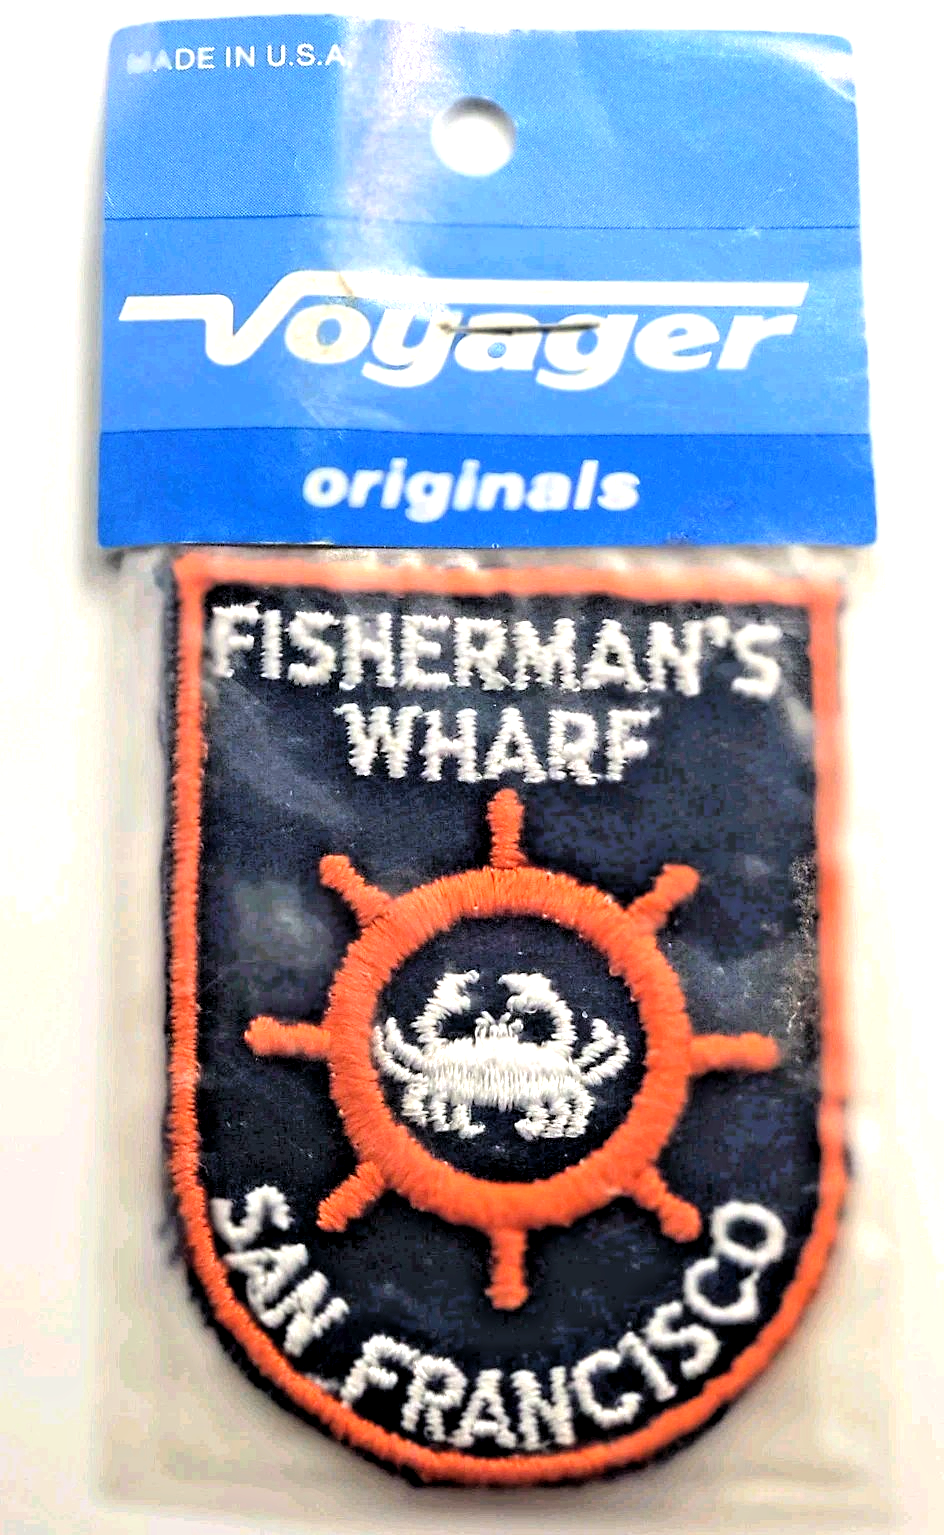 MADE IN U.S.A.
Voyager
originals
FISHERMAN'S
WHARF
SAN FRANCISCO